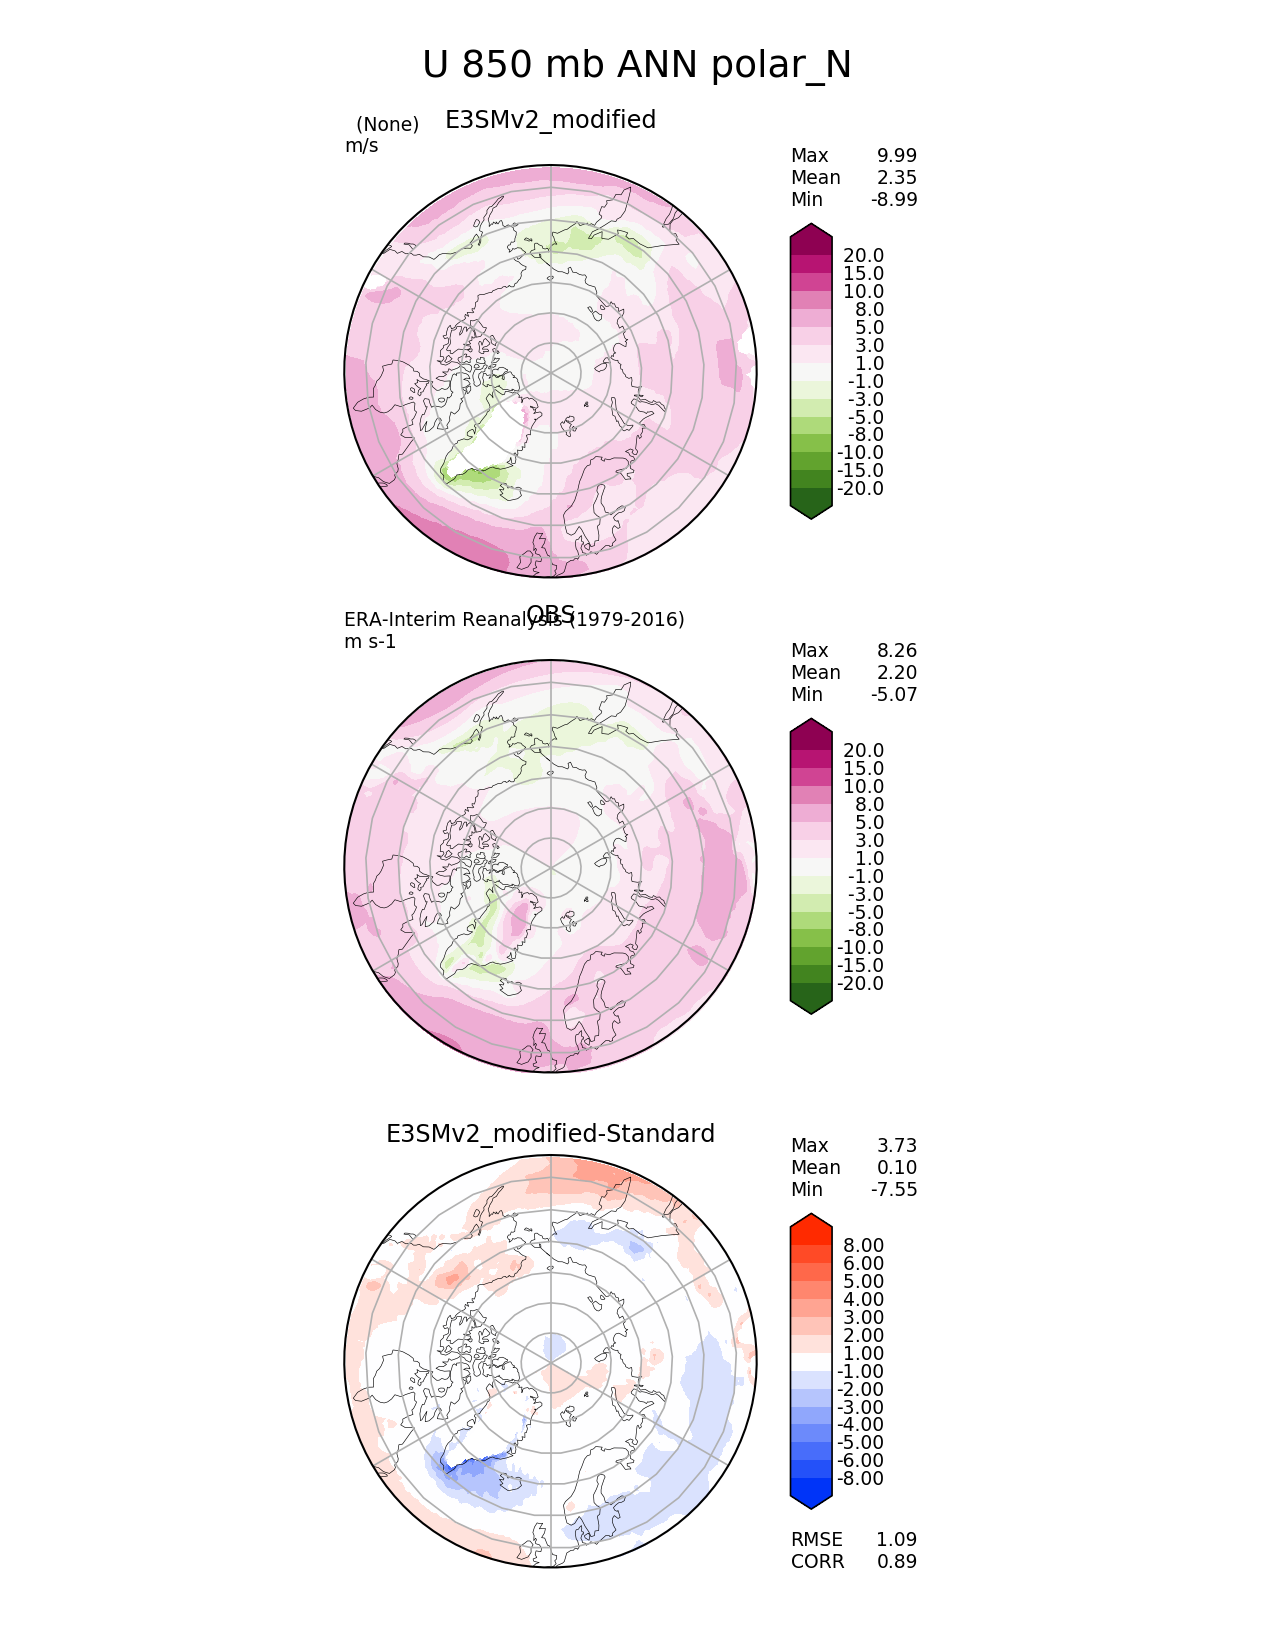 U 850 mb ANN polar_N
(None) E3SMv2_modified
m/s
Max 9.99
Mean 2.35
Min -8.99
20.0
15.0
10.0
8.0
5.0
3.0
1.0
-1.0
-3.0
-5.0
-8.0
-10.0
-15.0
-20.0
OBS
ERA-Interim Reanalysis (1979-2016)
m s-1
Max 8.26
Mean 2.20
Min -5.07
20.0
15.0
10.0
8.0
5.0
3.0
1.0
-1.0
-3.0
-5.0
-8.0
-10.0
-15.0
-20.0
E3SMv2_modified-Standard
Max 3.73
Mean 0.10
Min -7.55
8.00
6.00
5.00
4.00
3.00
2.00
1.00
-1.00
-2.00
-3.00
-4.00
-5.00
-6.00
-8.00
RMSE 1.09
CORR 0.89